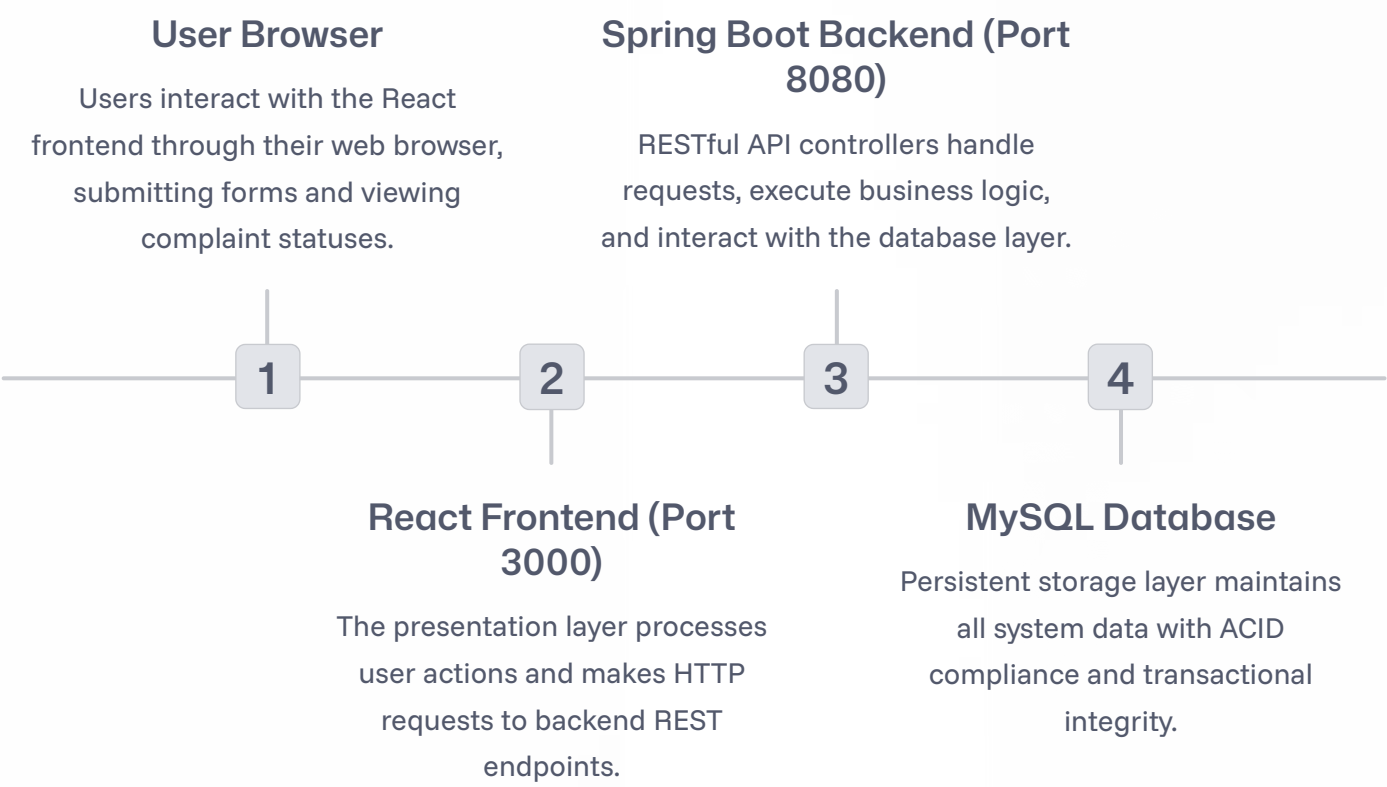 User Browser
Users interact with the React
frontend through their web browser,
submitting forms and viewing
complaint statuses.
Spring Boot Backend (Port
8080)
RESTful API controllers handle
requests, execute business logic,
and interact with the database layer.
1
2
3
4
React Frontend (Port
3000)
The presentation layer processes
user actions and makes HTTP
requests to backend REST
endpoints.
MySQL Database
Persistent storage layer maintains
all system data with ACID
compliance and transactional
integrity.